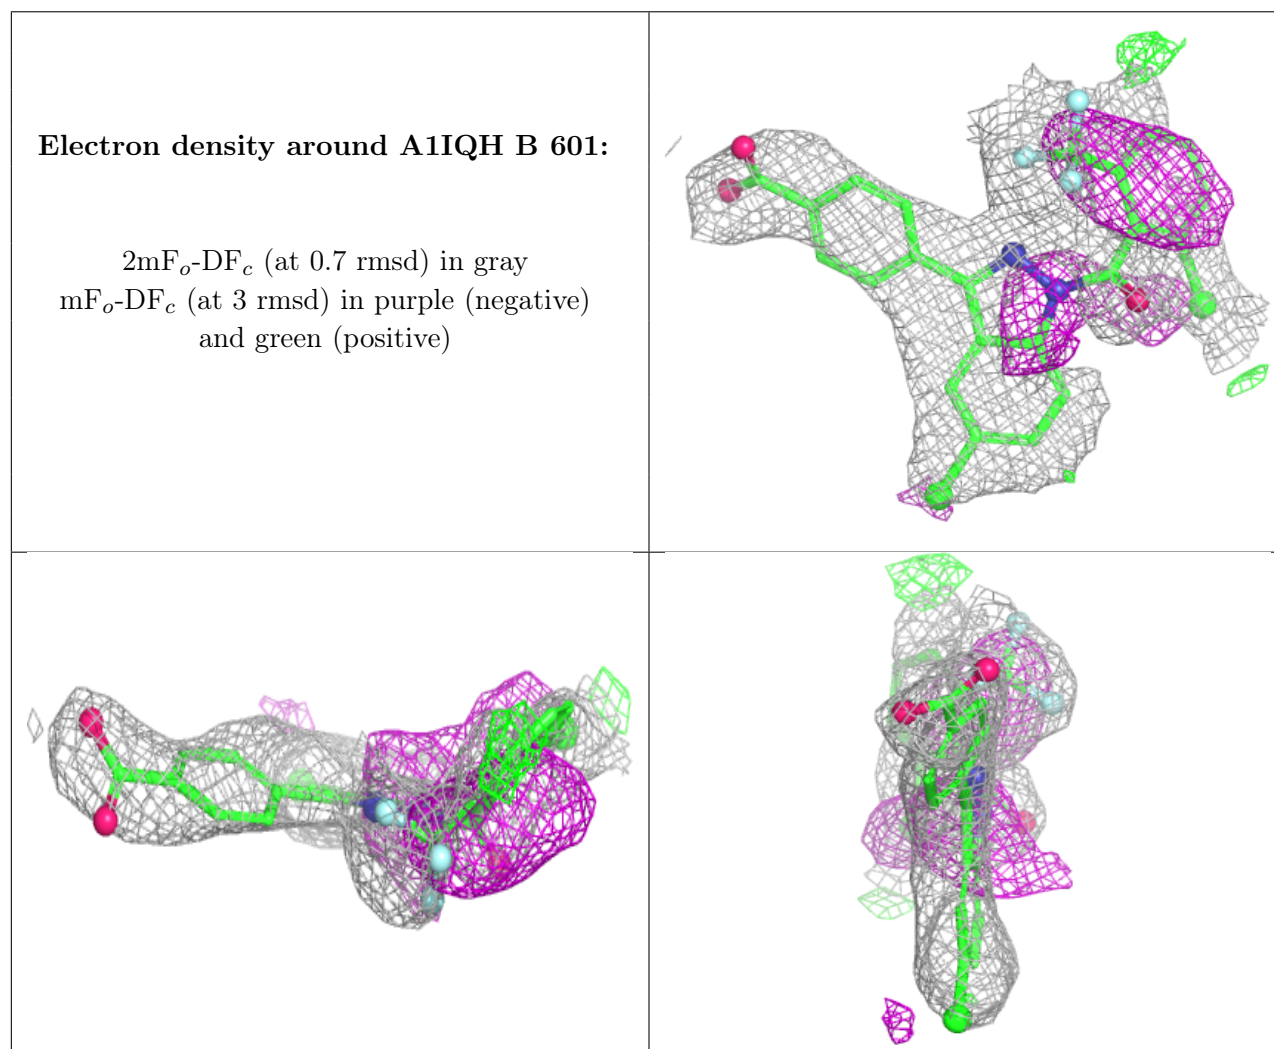 Electron density around A1IQH B 601:
2mFo-DFc (at 0.7 rmsd) in gray
mFo-DFc (at 3 rmsd) in purple (negative)
and green (positive)